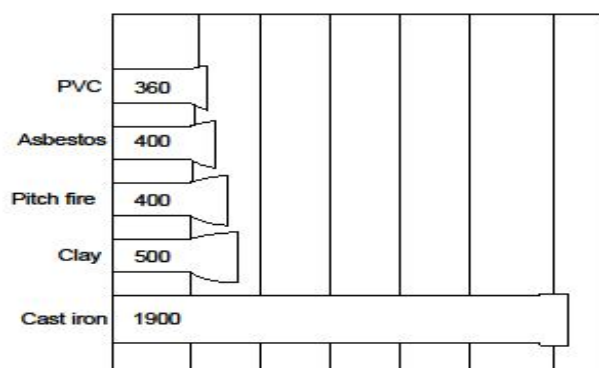 PVC 360
Asbestos 400
Pitch fire 400
Clay 500
Cast iron 1900